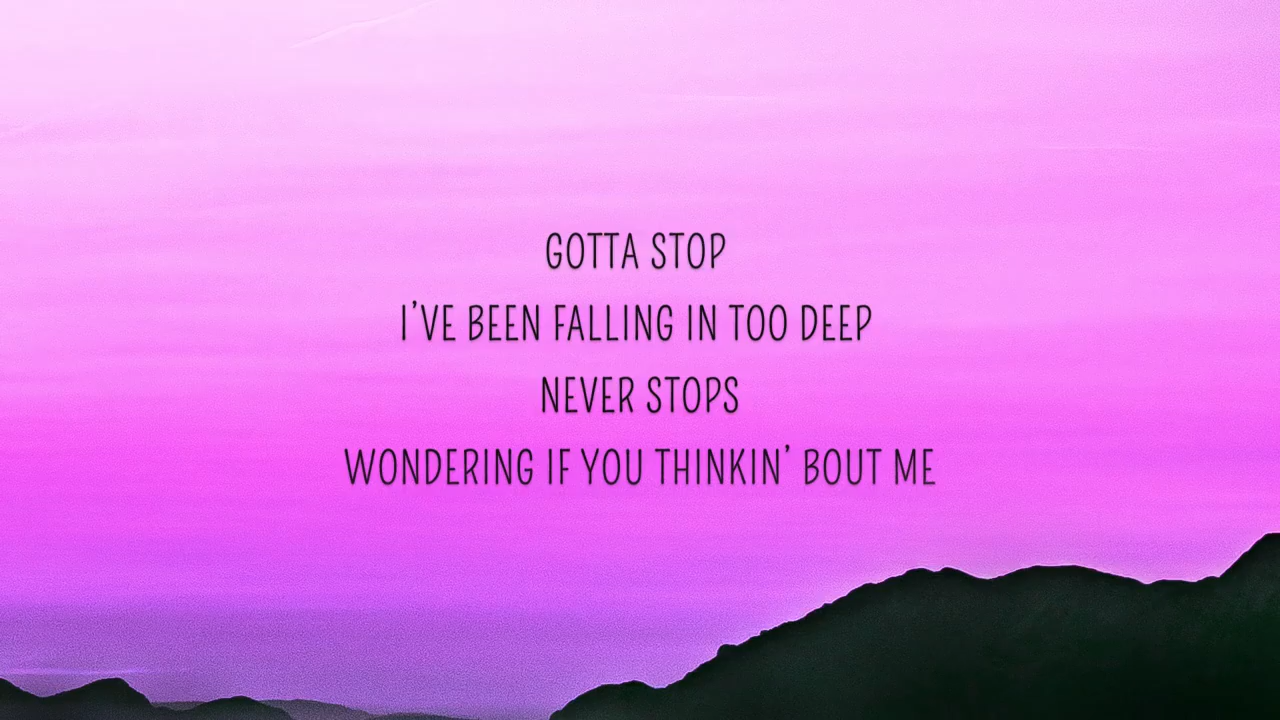 GOTTA STOP
I'VE BEEN FALLING IN TOO DEEP
NEVER STOPS
WONDERING IF YOU THINKIN' BOUT ME